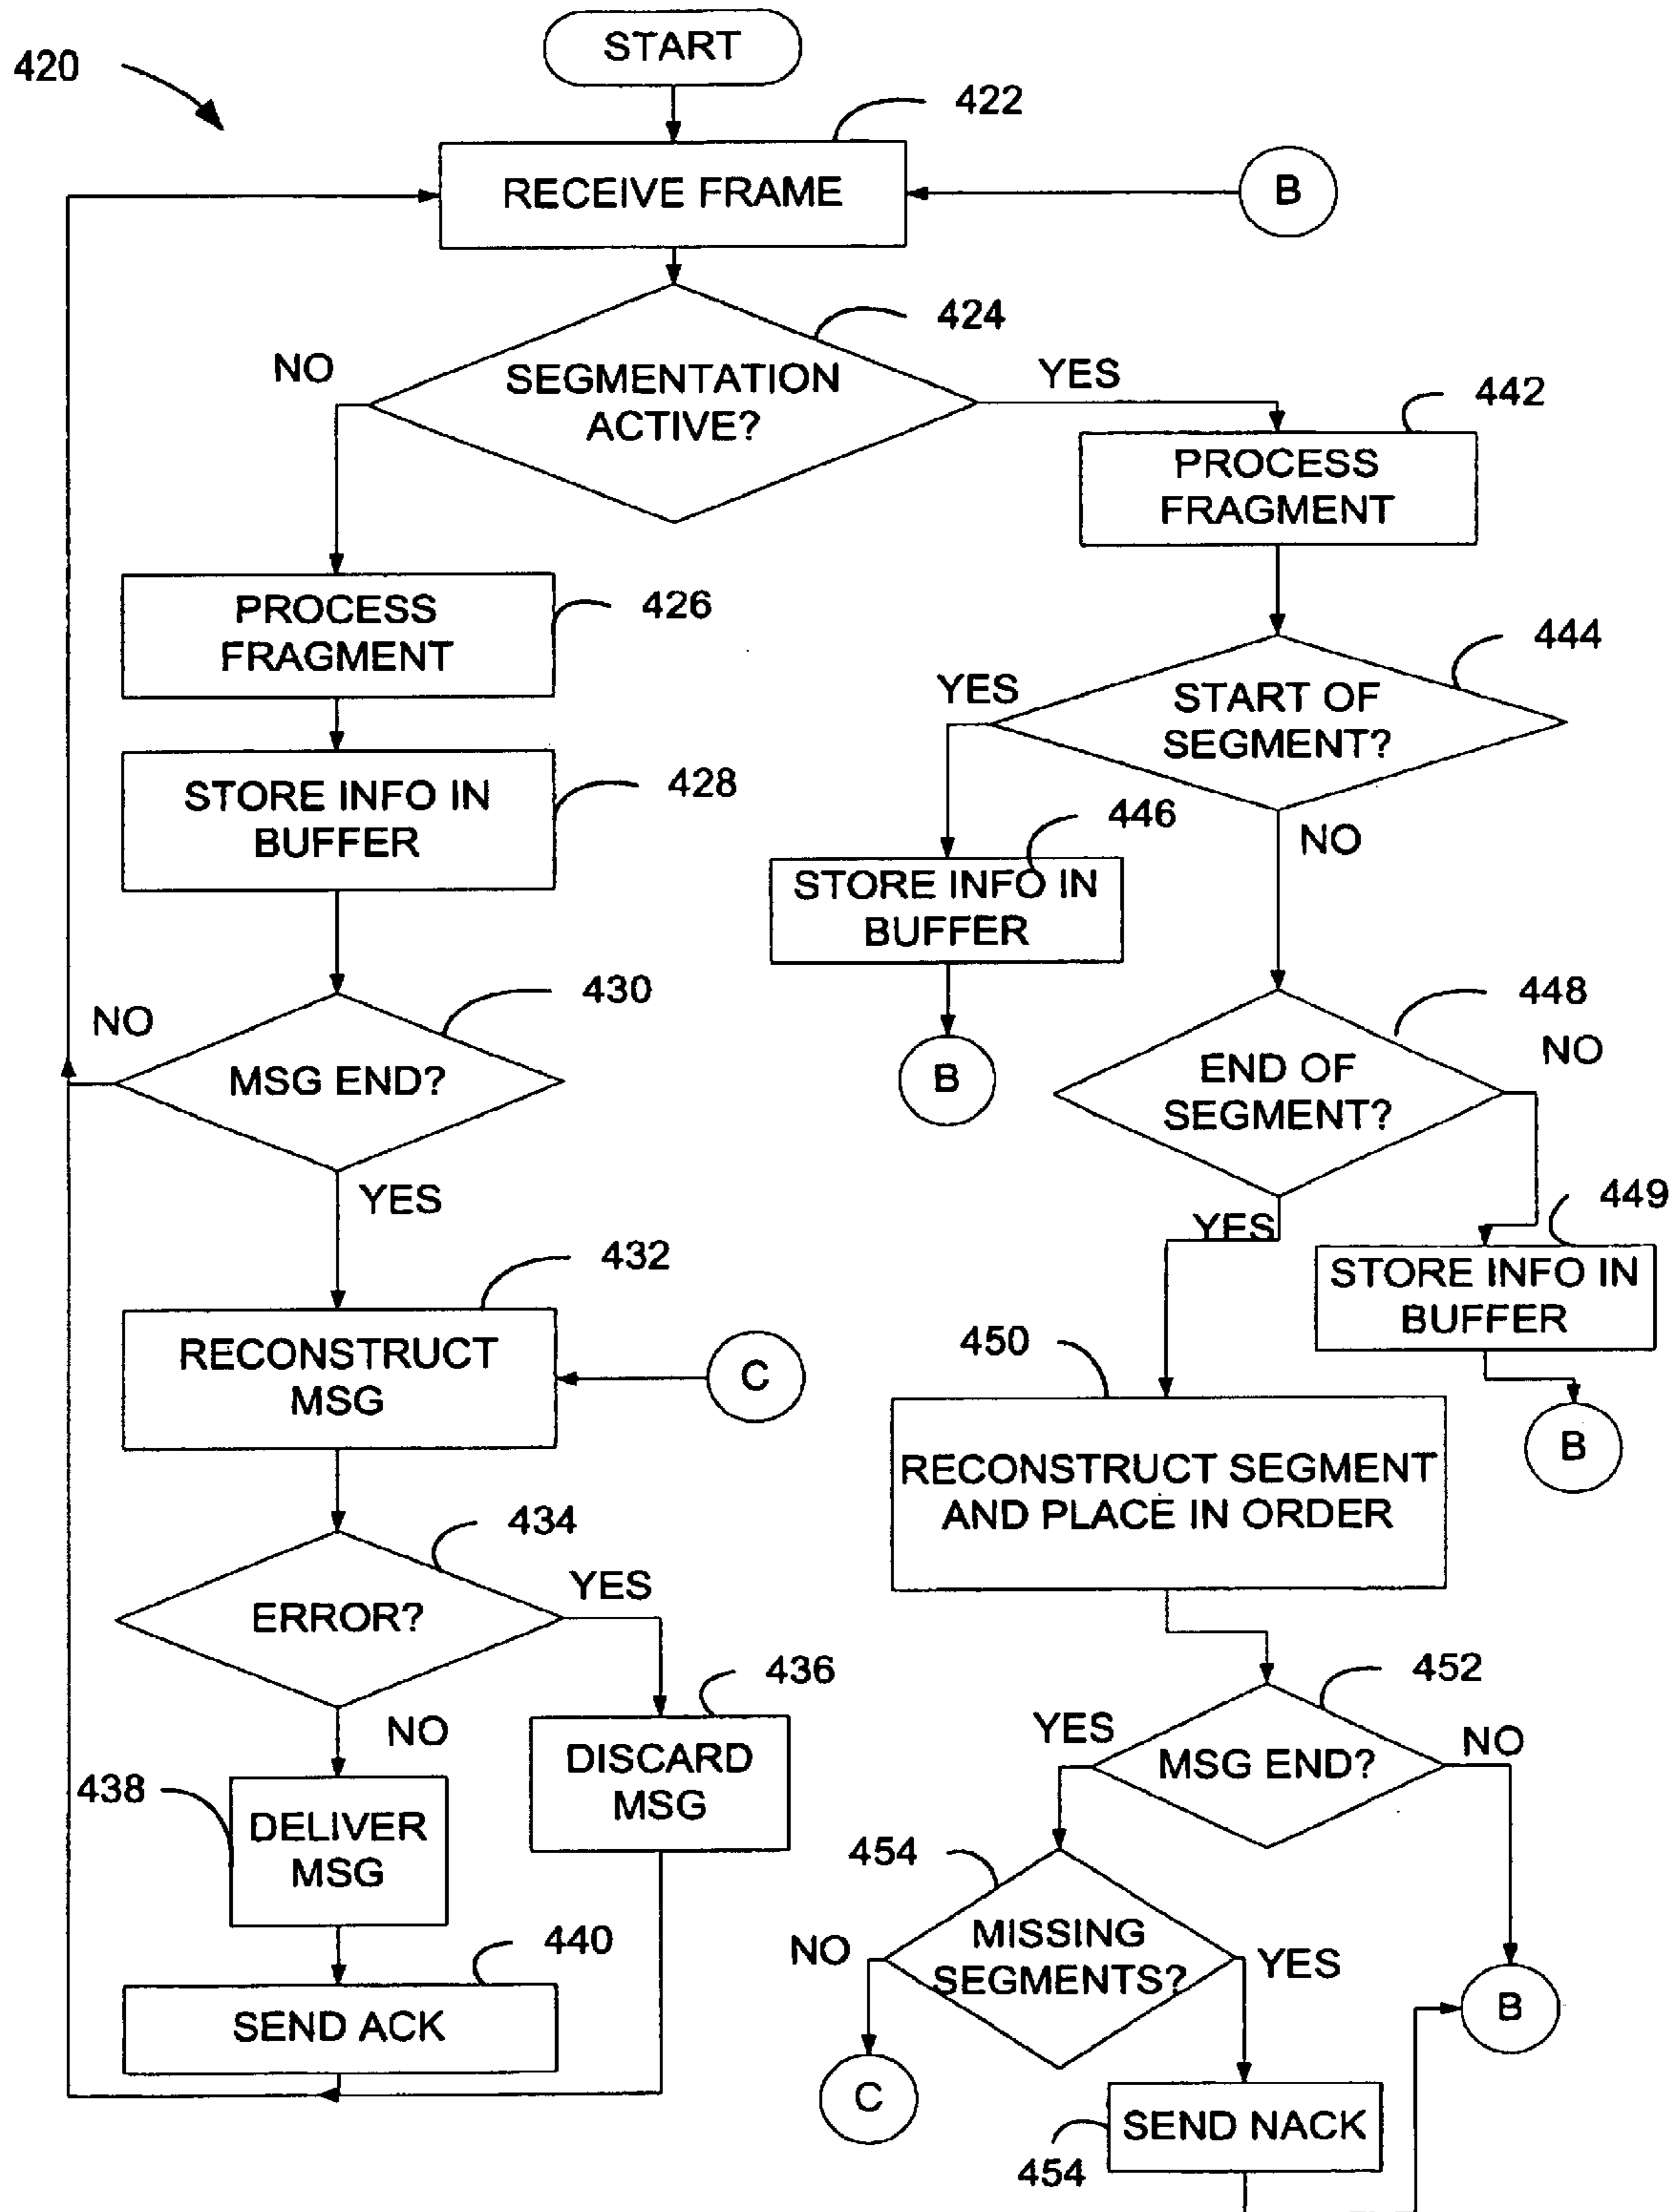 START
420
422
RECEIVE FRAME
B
424
NO
SEGMENTATION
ACTIVE?
YES
442
PROCESS
FRAGMENT
PROCESS
FRAGMENT
426
444
YES
START OF
SEGMENT?
STORE INFO IN
BUFFER
428
446
NO
STORE INFO IN
BUFFER
430
448
NO
MSG END?
B
END OF
SEGMENT?
NO
YES
YES
449
432
STORE INFO IN
BUFFER
RECONSTRUCT
MSG
C
450
B
RECONSTRUCT SEGMENT
AND PLACE IN ORDER
434
YES
ERROR?
436
452
NO
YES
MSG END?
NO
438
DELIVER
MSG
DISCARD
MSG
454
MISSING
SEGMENTS?
NO
YES
440
SEND ACK
B
C
SEND NACK
454